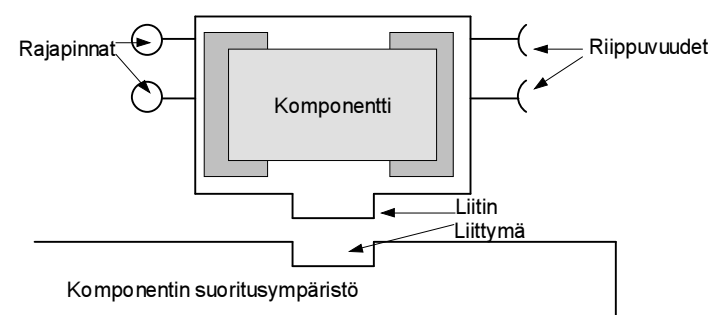 Rajapinnat
Riippuvuudet
Komponentti
Liitin
Liittymä
Komponentin suoritusympäristö